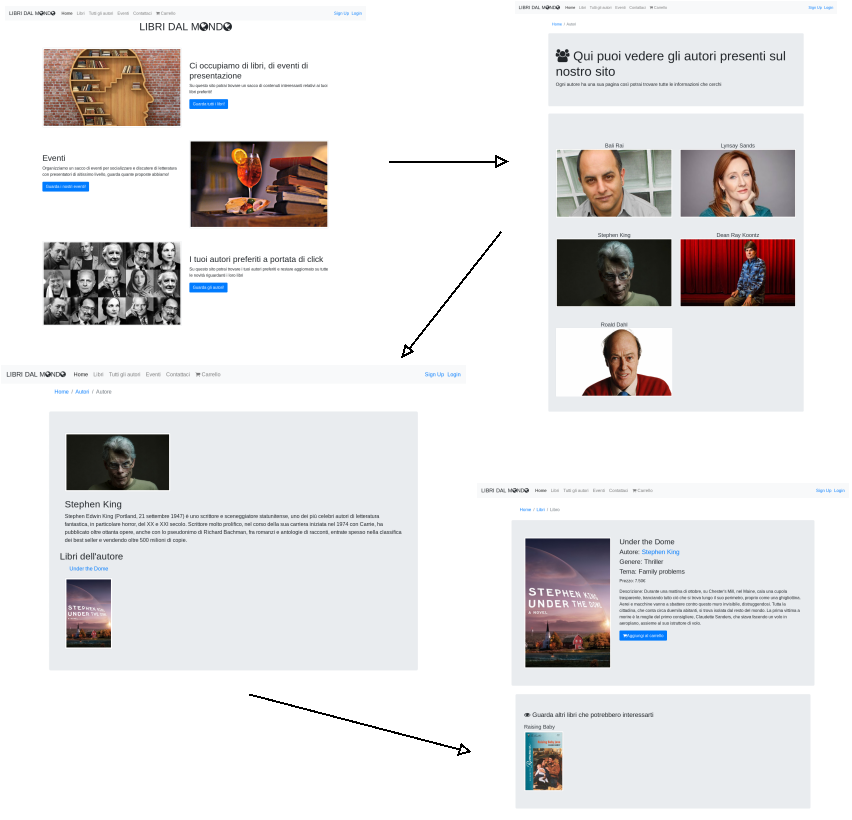 LIBRI DAL MONDO Home Libri Tutti gli autori Eventi Contattaci Carrello Sign Up Login
LIBRI DAL MONDO
Ci occupiamo di libri, di eventi di
presentazione
Su questo sito potrai trovare un sacco di contenuti interessanti relativi ai tuoi
libri preferiti!
Guarda tutti i libri!
Eventi
Organizziamo un sacco di eventi per socializzare e discutere di letteratura
con presentatori di altissimo livello, guarda quante proposte abbiamo!
Guarda i nostri eventi!
I tuoi autori preferiti a portata di click
Su questo sito potrai trovare i tuoi autori preferiti e restare aggiornato su tutte
le novità riguardanti i loro libri
Guarda gli autori!
LIBRI DAL MONDO Home Libri Tutti gli autori Eventi Contattaci Carrello Sign Up Login
Home / Autori
Qui puoi vedere gli autori presenti sul
nostro sito
Ogni autore ha una sua pagina così potrai trovare tutte le informazioni che cerchi
Bali Rai
Lynsay Sands
Stephen King
Dean Ray Koontz
Roald Dahl
LIBRI DAL MONDO Home Libri Tutti gli autori Eventi Contattaci Carrello Sign Up Login
Home / Autori / Autore
Stephen King
Stephen Edwin King (Portland, 21 settembre 1947) è uno scrittore e sceneggiatore statunitense, uno dei più celebri autori di letteratura
fantastica, in particolare horror, del XX e XXI secolo. Scrittore molto prolifico, nel corso della sua carriera iniziata nel 1974 con Carrie, ha
pubblicato oltre ottanta opere, anche con lo pseudonimo di Richard Bachman, fra romanzi e antologie di racconti, entrate spesso nella classifica
dei best seller e vendendo oltre 500 milioni di copie.
Libri dell'autore
Under the Dome
STEPHEN KING
UNDER THE DOME
LIBRI DAL MONDO Home Libri Tutti gli autori Eventi Contattaci Carrello Sign Up Login
Home / Libri / Libro
STEPHEN KING
UNDER THE DOME
A NOVEL
Under the Dome
Autore: Stephen King
Genere: Thriller
Tema: Family problems
Prezzo: 7.50€
Descrizione: Durante una mattina di ottobre, su Chester's Mill, nel Maine, cala una cupola
trasparente, tranciando tutto ciò che si trova lungo il suo perimetro, proprio come una ghigliottina.
Aerei e macchine vanno a sbattere contro questo muro invisibile, distruggendosi. Tutta la
cittadina, che conta circa duemila abitanti, si trova isolata dal resto del mondo. La prima vittima a
morire è la moglie del primo consigliere, Claudette Sanders, che stava facendo un volo in
aeroplano, assieme al suo istruttore di volo.
Aggiungi al carrello
Guarda altri libri che potrebbero interessarti
Raising Baby